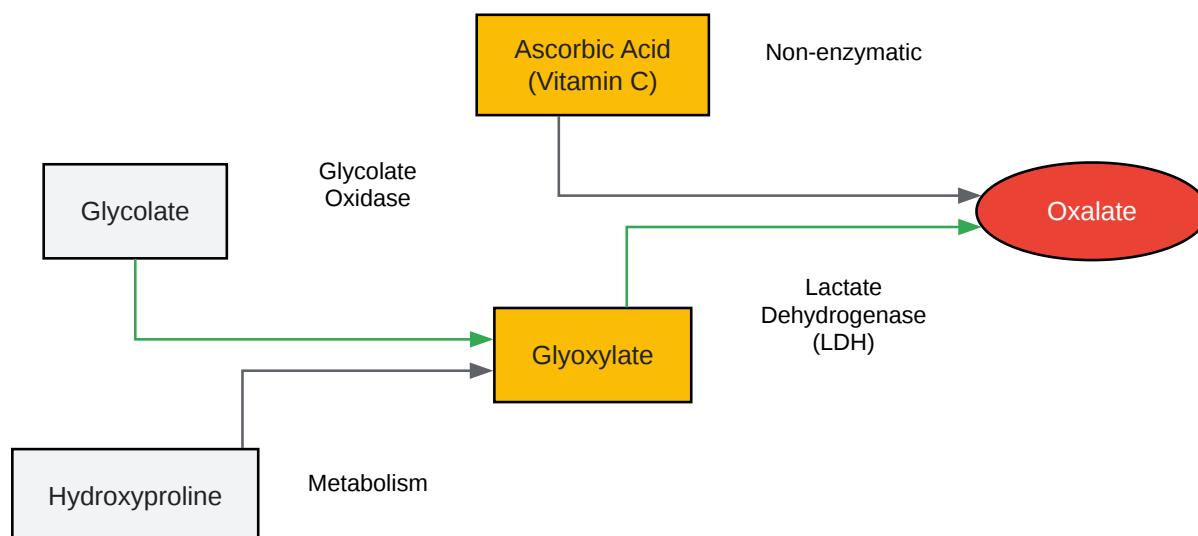 Ascorbic Acid
(Vitamin C)
Non-enzymatic
Glycolate
Oxidase
Glycolate
Oxalate
Lactate
Dehydrogenase
(LDH)
Glyoxylate
Hydroxyproline
Metabolism